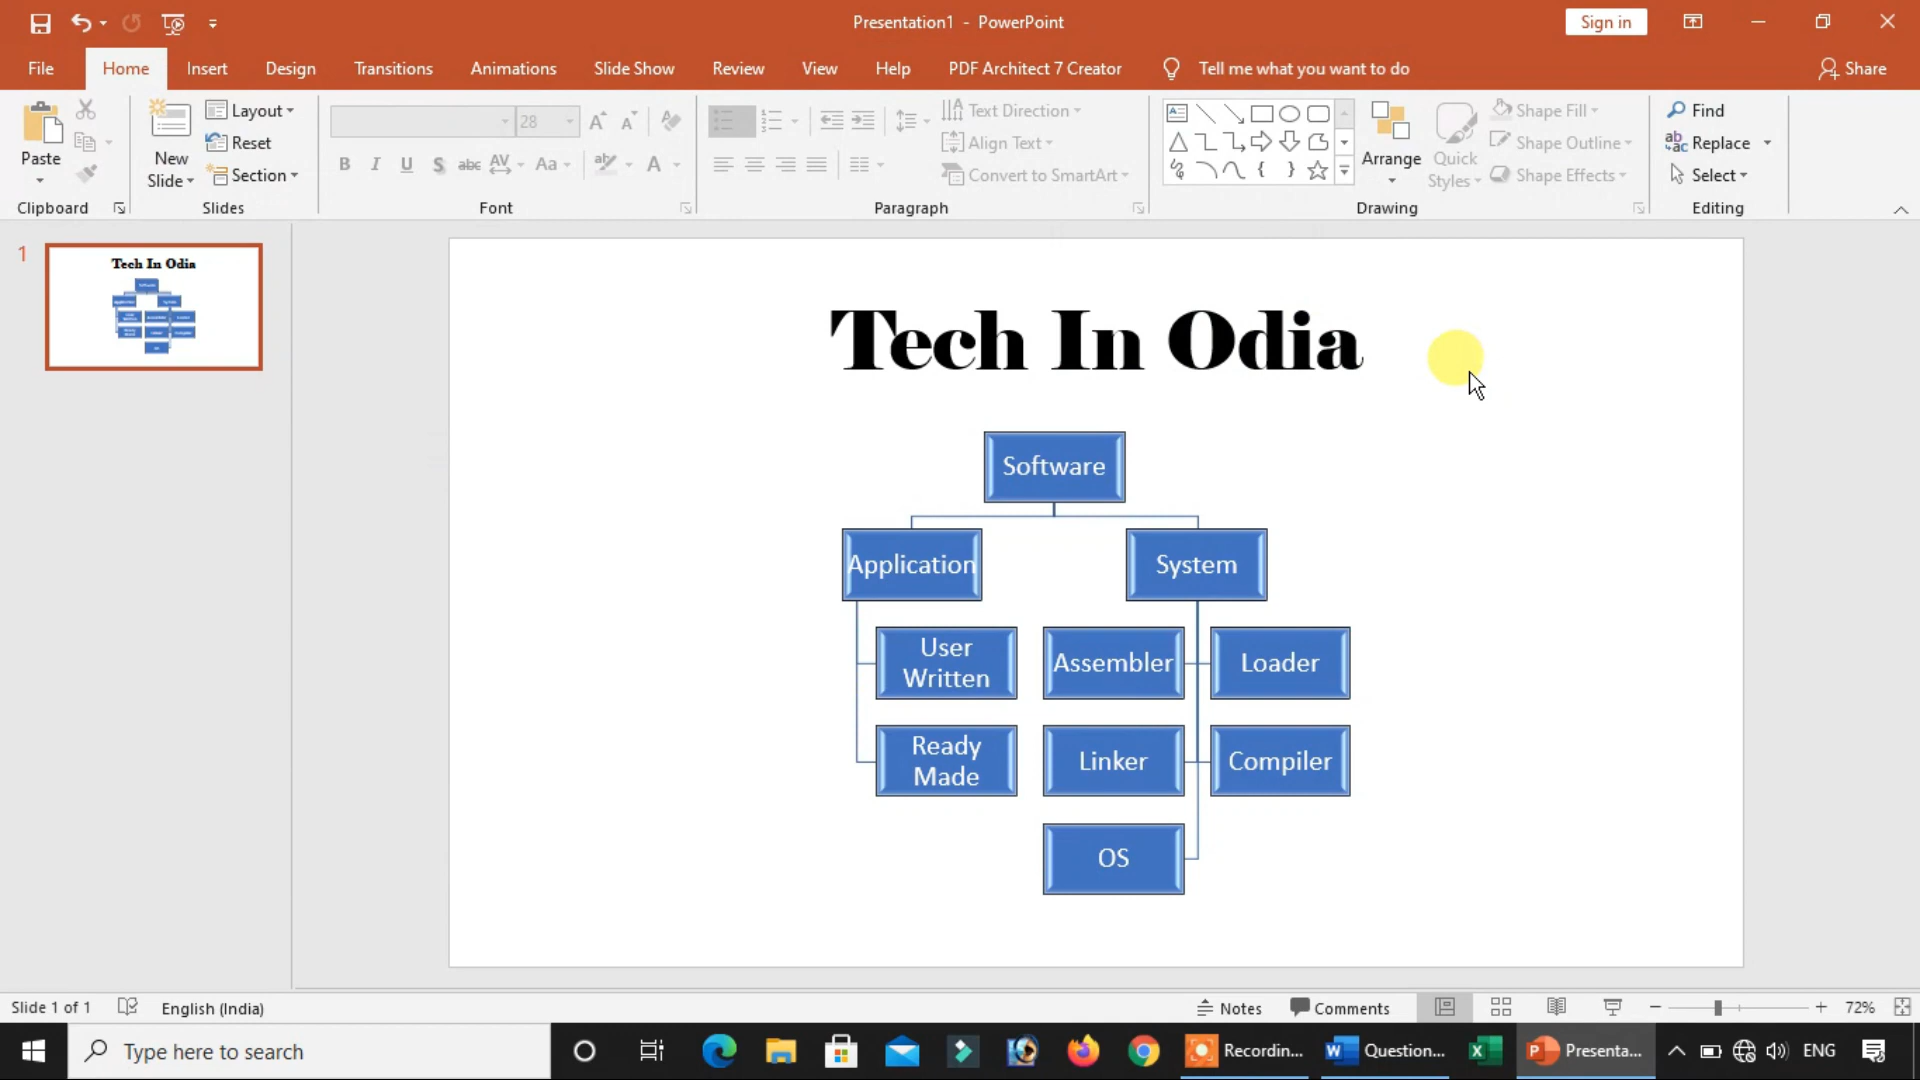 Presentation1 - PowerPoint
Sign in
File Home Insert Design Transitions Animations Slide Show Review View Help PDF Architect 7 Creator Tell me what you want to do Share
Paste
Clipboard
New
Slide
Layout
Reset
Section
Slides
28
B I U S abc AV Aa A
Font
Text Direction
Align Text
Convert to SmartArt
Paragraph
Arrange
Quick
Styles
Shape Fill
Shape Outline
Shape Effects
Drawing
Find
Replace
Select
Editing
1
Tech In Odia
Tech In Odia
Software
Application System
User
Written
Assembler Loader
Ready
Made
Linker Compiler
OS
Slide 1 of 1 English (India) Notes Comments 72%
Type here to search Recordin... Question... Presenta... ENG